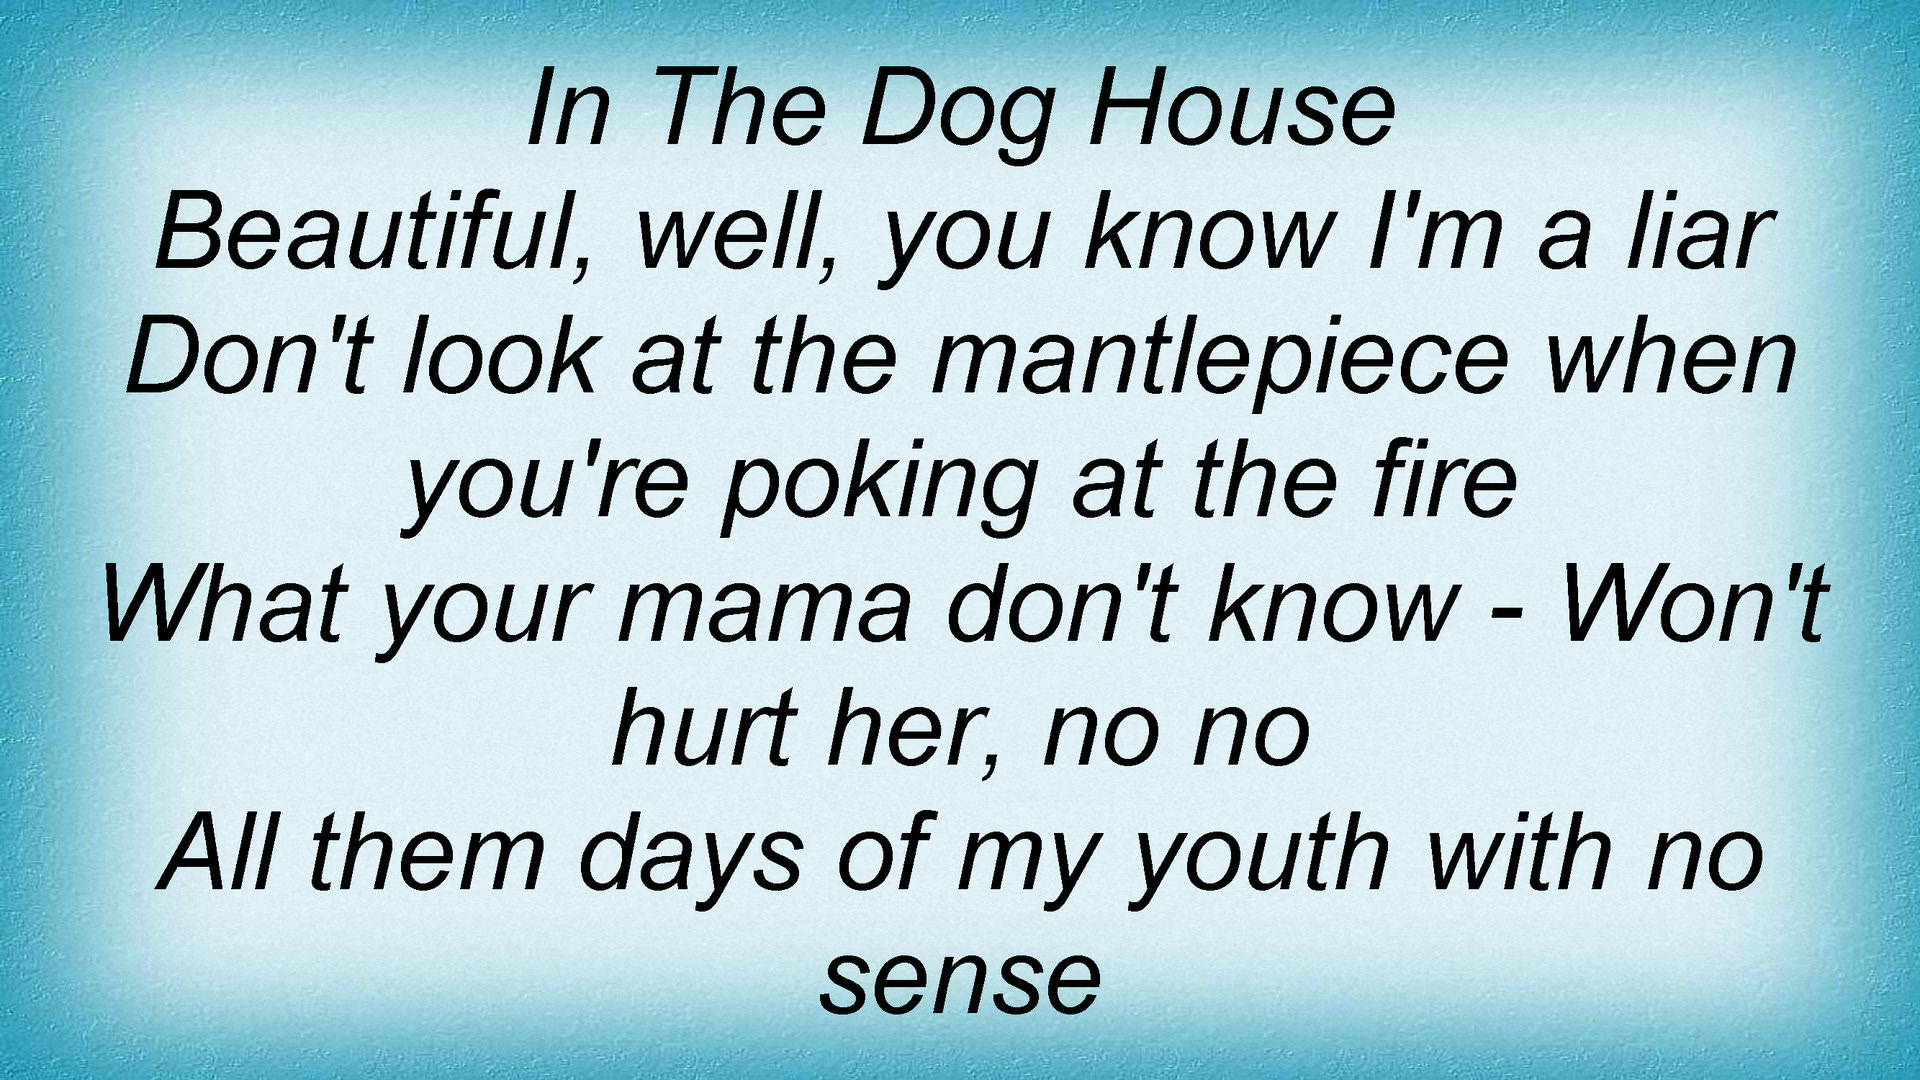 In The Dog House
Beautiful, well, you know I'm a liar
Don't look at the mantlepiece when
you're poking at the fire
What your mama don't know - Won't
hurt her, no no
All them days of my youth with no
sense